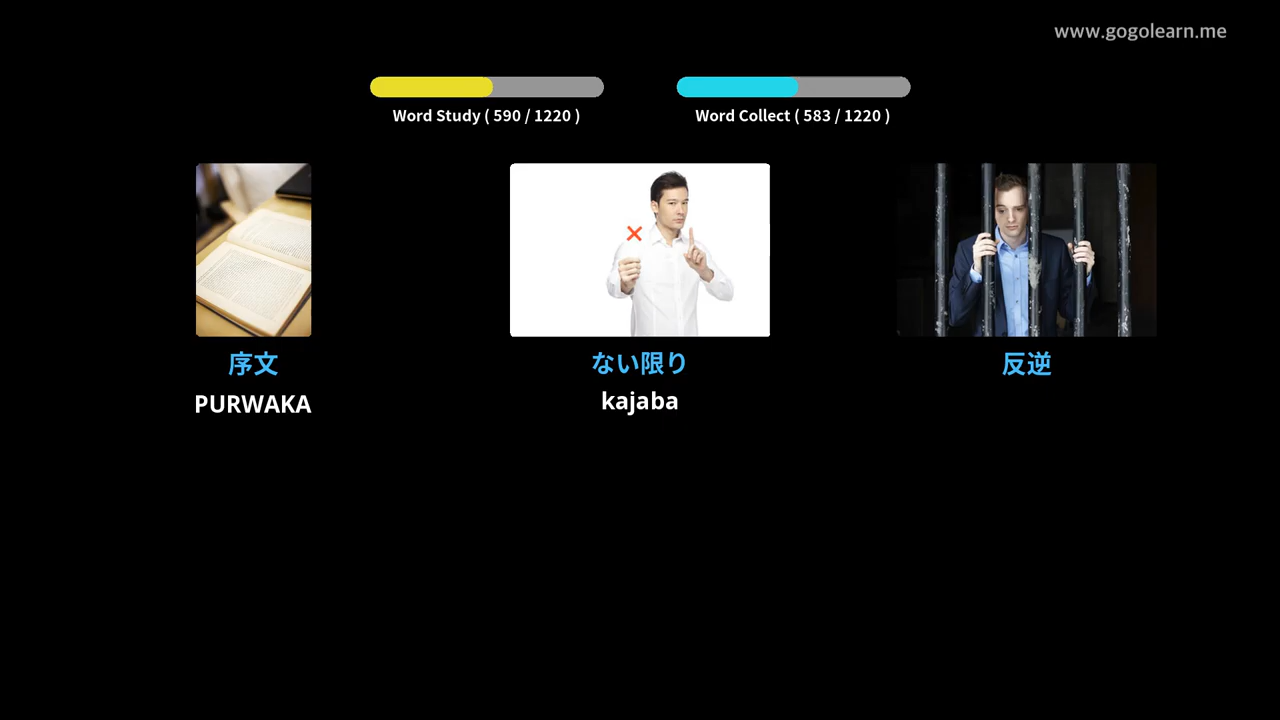 www.gogolearn.me
Word Study ( 590 / 1220 )
Word Collect ( 583 / 1220 )
序文
PURWAKA
ない限り
kajaba
反逆